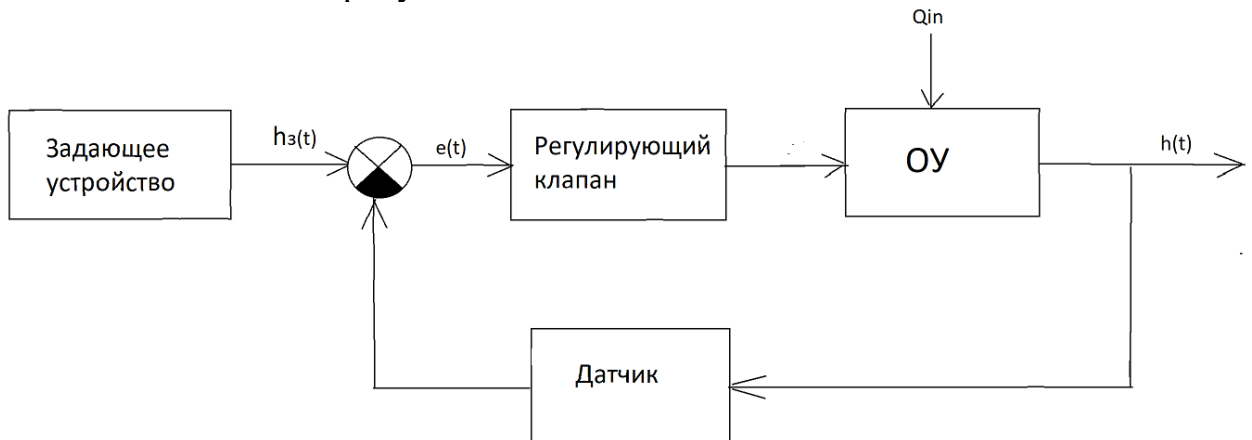 Qin
Задающее
устройство
hз(t)
e(t)
Регулирующий
клапан
ОУ
h(t)
Датчик